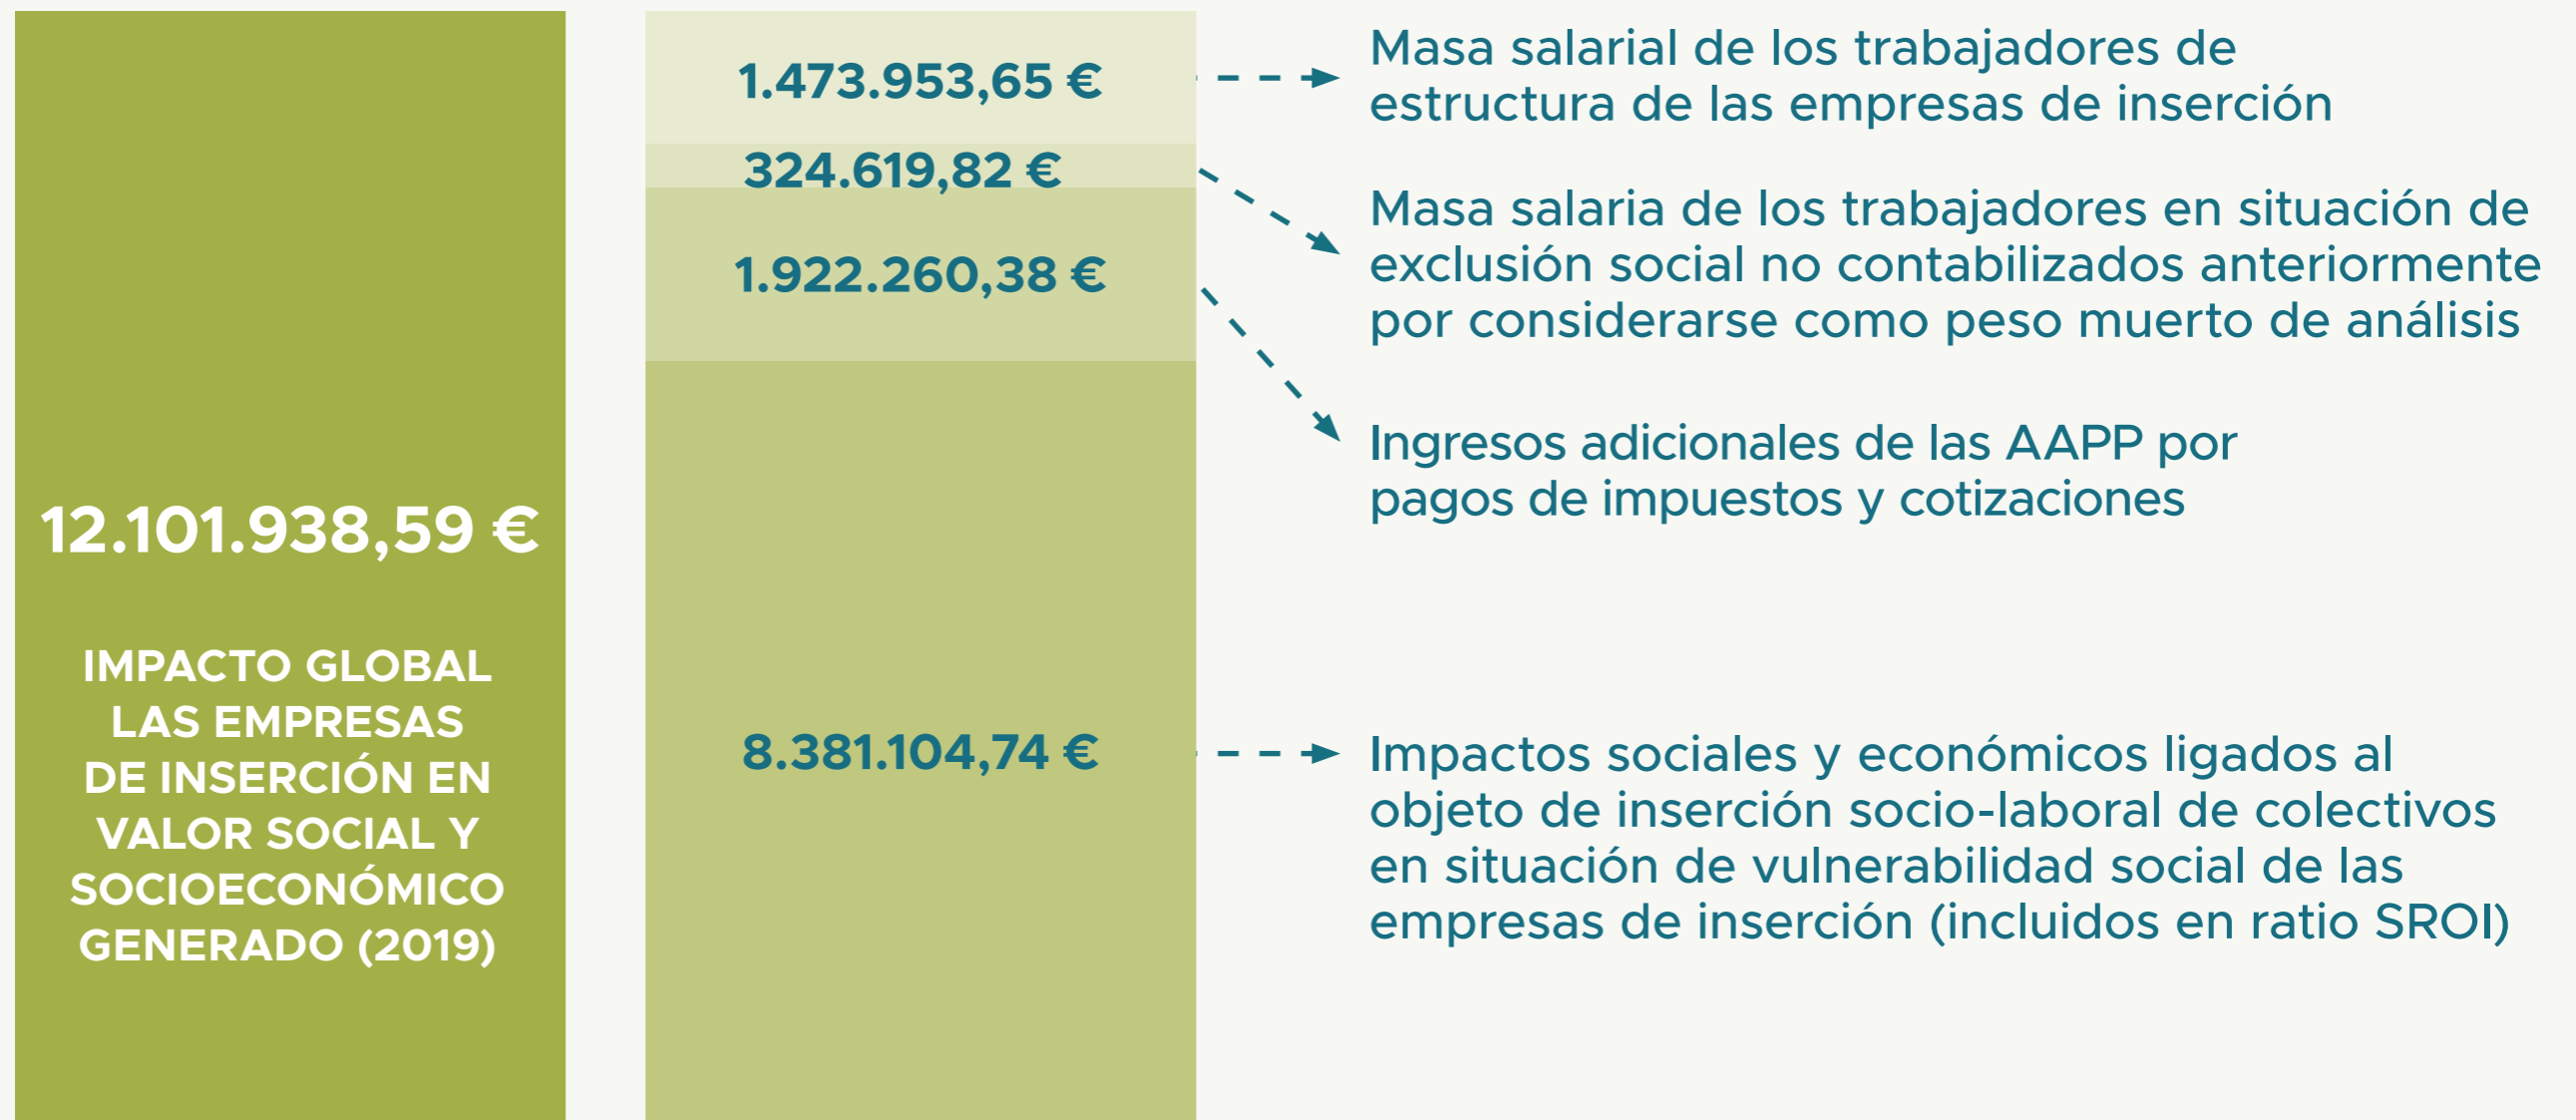 12.101.938,59 €
IMPACTO GLOBAL
LAS EMPRESAS
DE INSERCIÓN EN
VALOR SOCIAL Y
SOCIOECONÓMICO
GENERADO (2019)
1.473.953,65 €
Masa salarial de los trabajadores de
estructura de las empresas de inserción
324.619,82 €
Masa salaria de los trabajadores en situación de
exclusión social no contabilizados anteriormente
por considerarse como peso muerto de análisis
1.922.260,38 €
Ingresos adicionales de las AAPP por
pagos de impuestos y cotizaciones
8.381.104,74 €
Impactos sociales y económicos ligados al
objeto de inserción socio-laboral de colectivos
en situación de vulnerabilidad social de las
empresas de inserción (incluidos en ratio SROI)